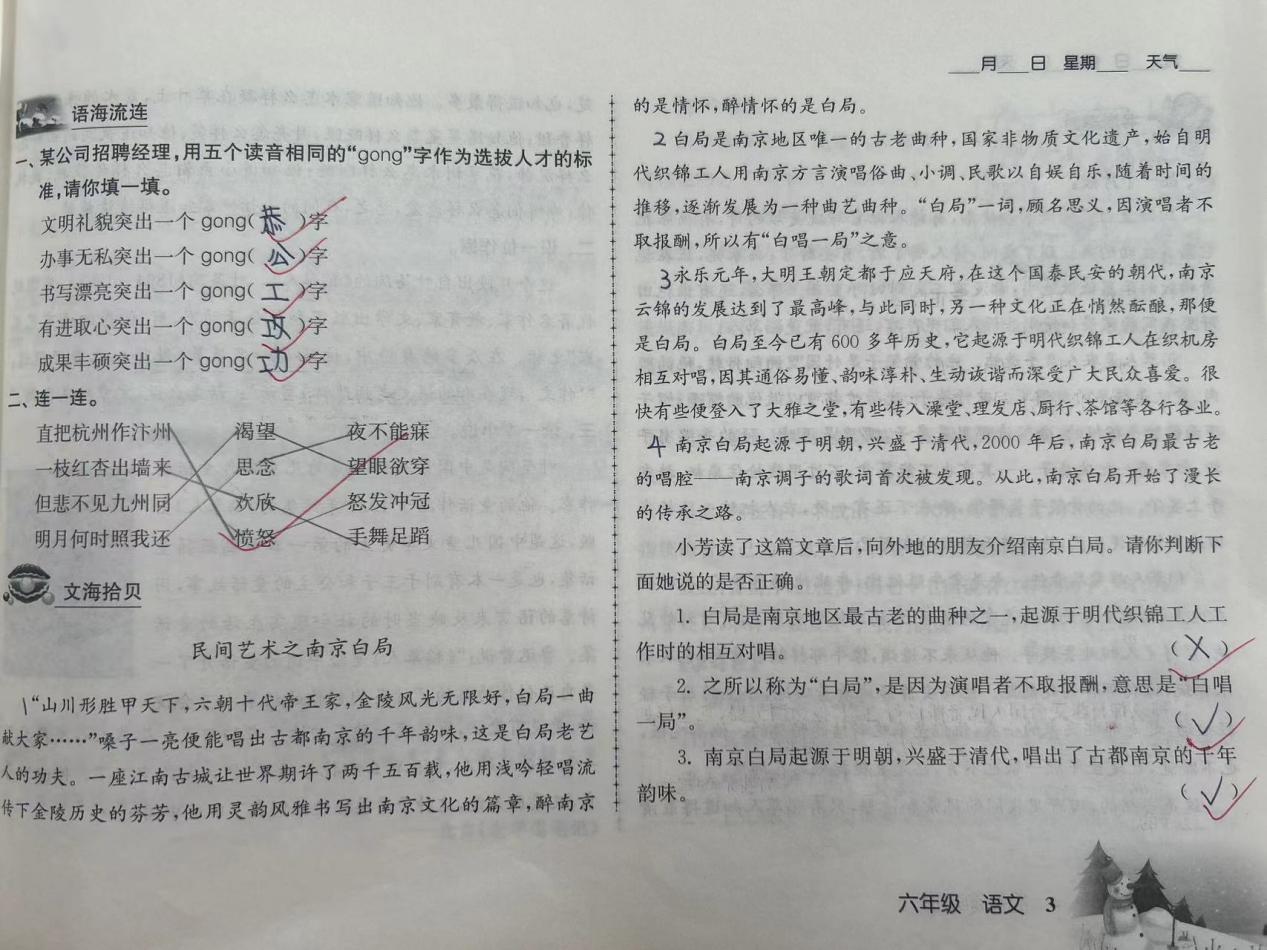 语海流连
一、某公司招聘经理,用五个读音相同的“gong”字作为选拔人才的标
准,请你填一填。
文明礼貌突出一个 gong(恭)字
办事无私突出一个 gong(公)字
书写漂亮突出一个 gong(工)字
有进取心突出一个 gong(攻)字
成果丰硕突出一个 gong(功)字
二、连一连。
直把杭州作汴州 渴望 夜不能寐
一枝红杏出墙来 思念 望眼欲穿
但悲不见九州同 欢欣 怒发冲冠
明月何时照我还 愤怒 手舞足蹈
文海拾贝
民间艺术之南京白局
1“山川形胜甲天下,六朝十代帝王家,金陵风光无限好,白局一曲
献大家……”嗓子一亮便能唱出古都南京的千年韵味,这是白局老艺
人的功夫。一座江南古城让世界期许了两千五百载,他用浅吟轻唱流
传下金陵历史的芬芳,他用灵韵风雅书写出南京文化的篇章,醉南京
___月___日 星期___ 天气___
的是情怀,醉情怀的是白局。
2白局是南京地区唯一的古老曲种,国家非物质文化遗产,始自明
代织锦工人用南京方言演唱俗曲、小调、民歌以自娱自乐,随着时间的
推移,逐渐发展为一种曲艺曲种。“白局”一词,顾名思义,因演唱者不
取报酬,所以有“白唱一局”之意。
3永乐元年,大明王朝定都于应天府,在这个国泰民安的朝代,南京
云锦的发展达到了最高峰,与此同时,另一种文化正在悄然酝酿,那便
是白局。白局至今已有 600 多年历史,它起源于明代织锦工人在织机房
相互对唱,因其通俗易懂、韵味淳朴、生动诙谐而深受广大民众喜爱。很
快有些便登入了大雅之堂,有些传入澡堂、理发店、厨行、茶馆等各行各业。
4南京白局起源于明朝,兴盛于清代,2000 年后,南京白局最古老
的唱腔——南京调子的歌词首次被发现。从此,南京白局开始了漫长
的传承之路。
小芳读了这篇文章后,向外地的朋友介绍南京白局。请你判断下
面她说的是否正确。
1. 白局是南京地区最古老的曲种之一,起源于明代织锦工人工
作时的相互对唱。 (×)
2. 之所以称为“白局”,是因为演唱者不取报酬,意思是“白唱
一局”。 (√)
3. 南京白局起源于明朝,兴盛于清代,唱出了古都南京的千年
韵味。 (√)
六年级 语文 3